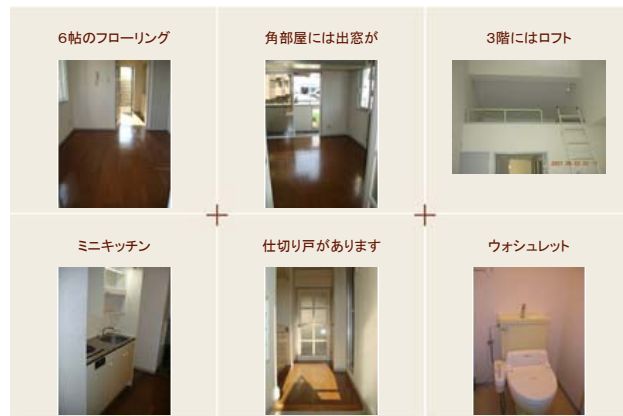 6帖のフローリング
角部屋には出窓が
3階にはロフト
ミニキッチン
仕切り戸があります
ウォシュレット